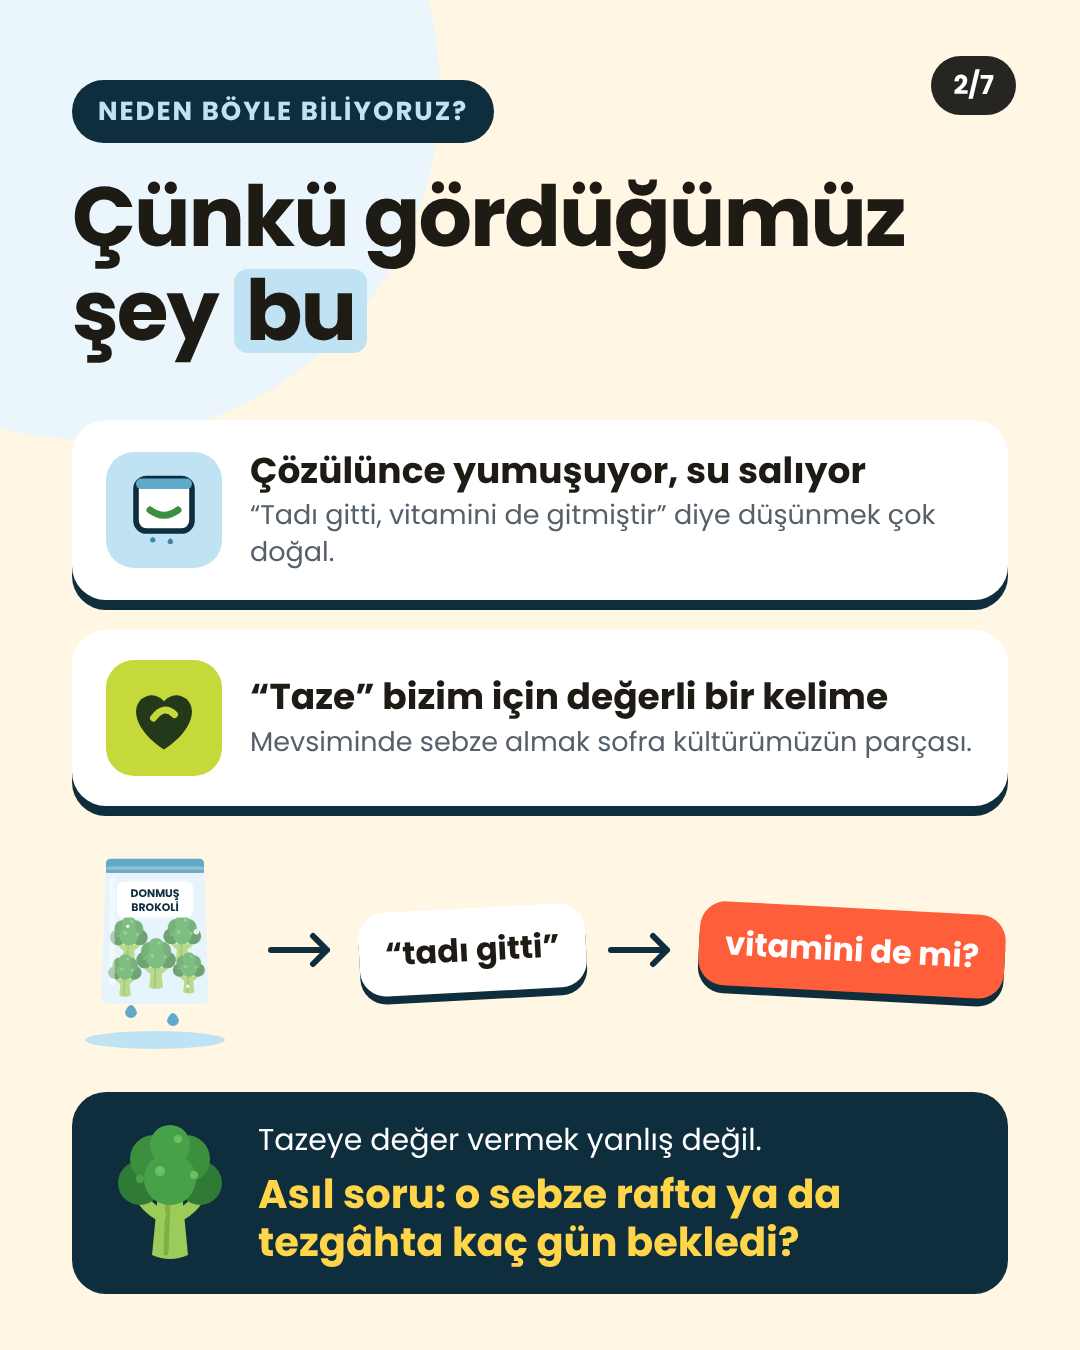 NEDEN BÖYLE BİLİYORUZ?
2/7
Çünkü gördüğümüz
şey bu
Çözülünce yumuşuyor, su salıyor
“Tadı gitti, vitamini de gitmiştir” diye düşünmek çok
doğal.
“Taze” bizim için değerli bir kelime
Mevsiminde sebze almak sofra kültürümüzün parçası.
DONMUŞ
BROKOLİ
“tadı gitti”
vitamini de mi?
Tazeye değer vermek yanlış değil.
Asıl soru: o sebze rafta ya da
tezgâhta kaç gün bekledi?